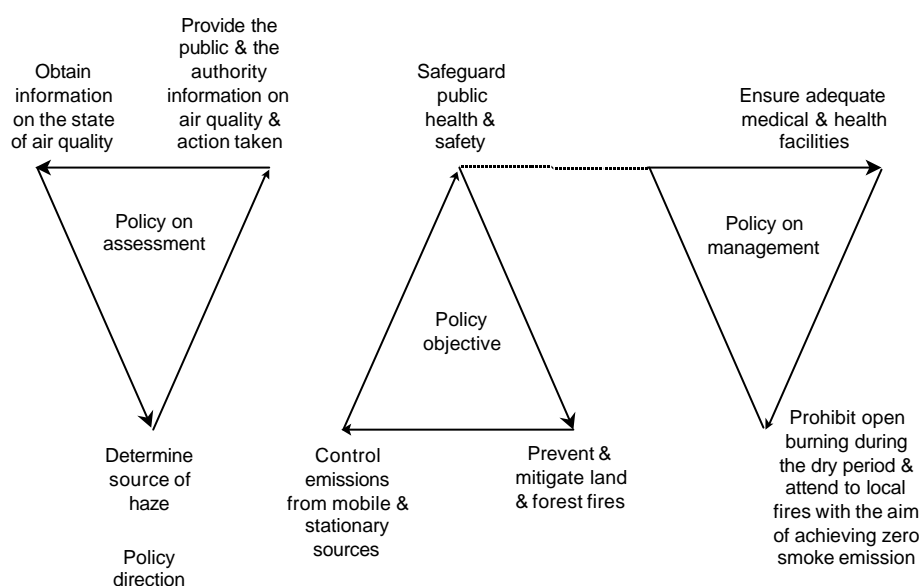 Obtain
information
on the state
of air quality
Provide the
public & the
authority
information on
air quality &
action taken
Safeguard
public
health &
safety
Ensure adequate
medical & health
facilities
Policy on
assessment
Policy
objective
Policy on
management
Determine
source of
haze
Control
emissions
from mobile &
stationary
sources
Prevent &
mitigate land
& forest fires
Prohibit open
burning during
the dry period &
attend to local
fires with the aim
of achieving zero
smoke emission
Policy
direction